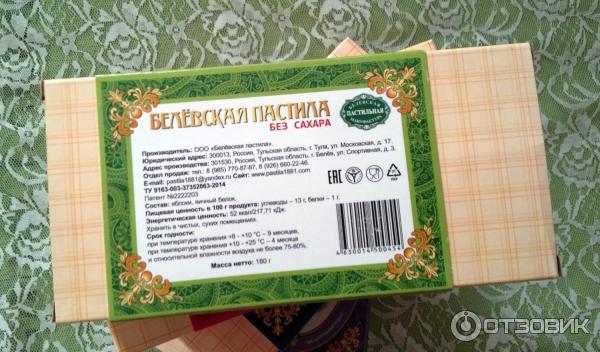 БЕЛЁВСКАЯ ПАСТИЛА
БЕЗ САХАРА
БЕЛЕВСКАЯ
ПАСТИЛЬНАЯ
МАНУФАКТУРА
Производитель: ООО «Белёвская пастила».
Юридический адрес: 300013, Россия, Тульская область, г. Тула, ул. Московская, д. 17.
Адрес производства: 301530, Россия, Тульская область, г. Белёв, ул. Спортивная, д. 3.
Отдел продаж: тел.: 8 (985) 770-87-87, 8 (926) 660-22-46.
E-mail: pastila1881@yandex.ru Сайт: www.pastila1881.com
ТУ 9163-003-37352863-2014
Патент №2222203
Состав: яблоки, яичный белок.
Пищевая ценность в 100 г продукта: углеводы – 13 г, белки – 1 г.
Энергетическая ценность: 52 ккал/217,71 кДж.
Хранить в чистых, сухих помещениях.
Срок годности:
при температуре хранения +8 - +10 °С – 9 месяцев,
при температуре хранения +10 - +25 °С – 4 месяца
и относительной влажности воздуха не более 75-80%.
Масса нетто: 180 г
EAC
4630014500434
ОТЗОВИК